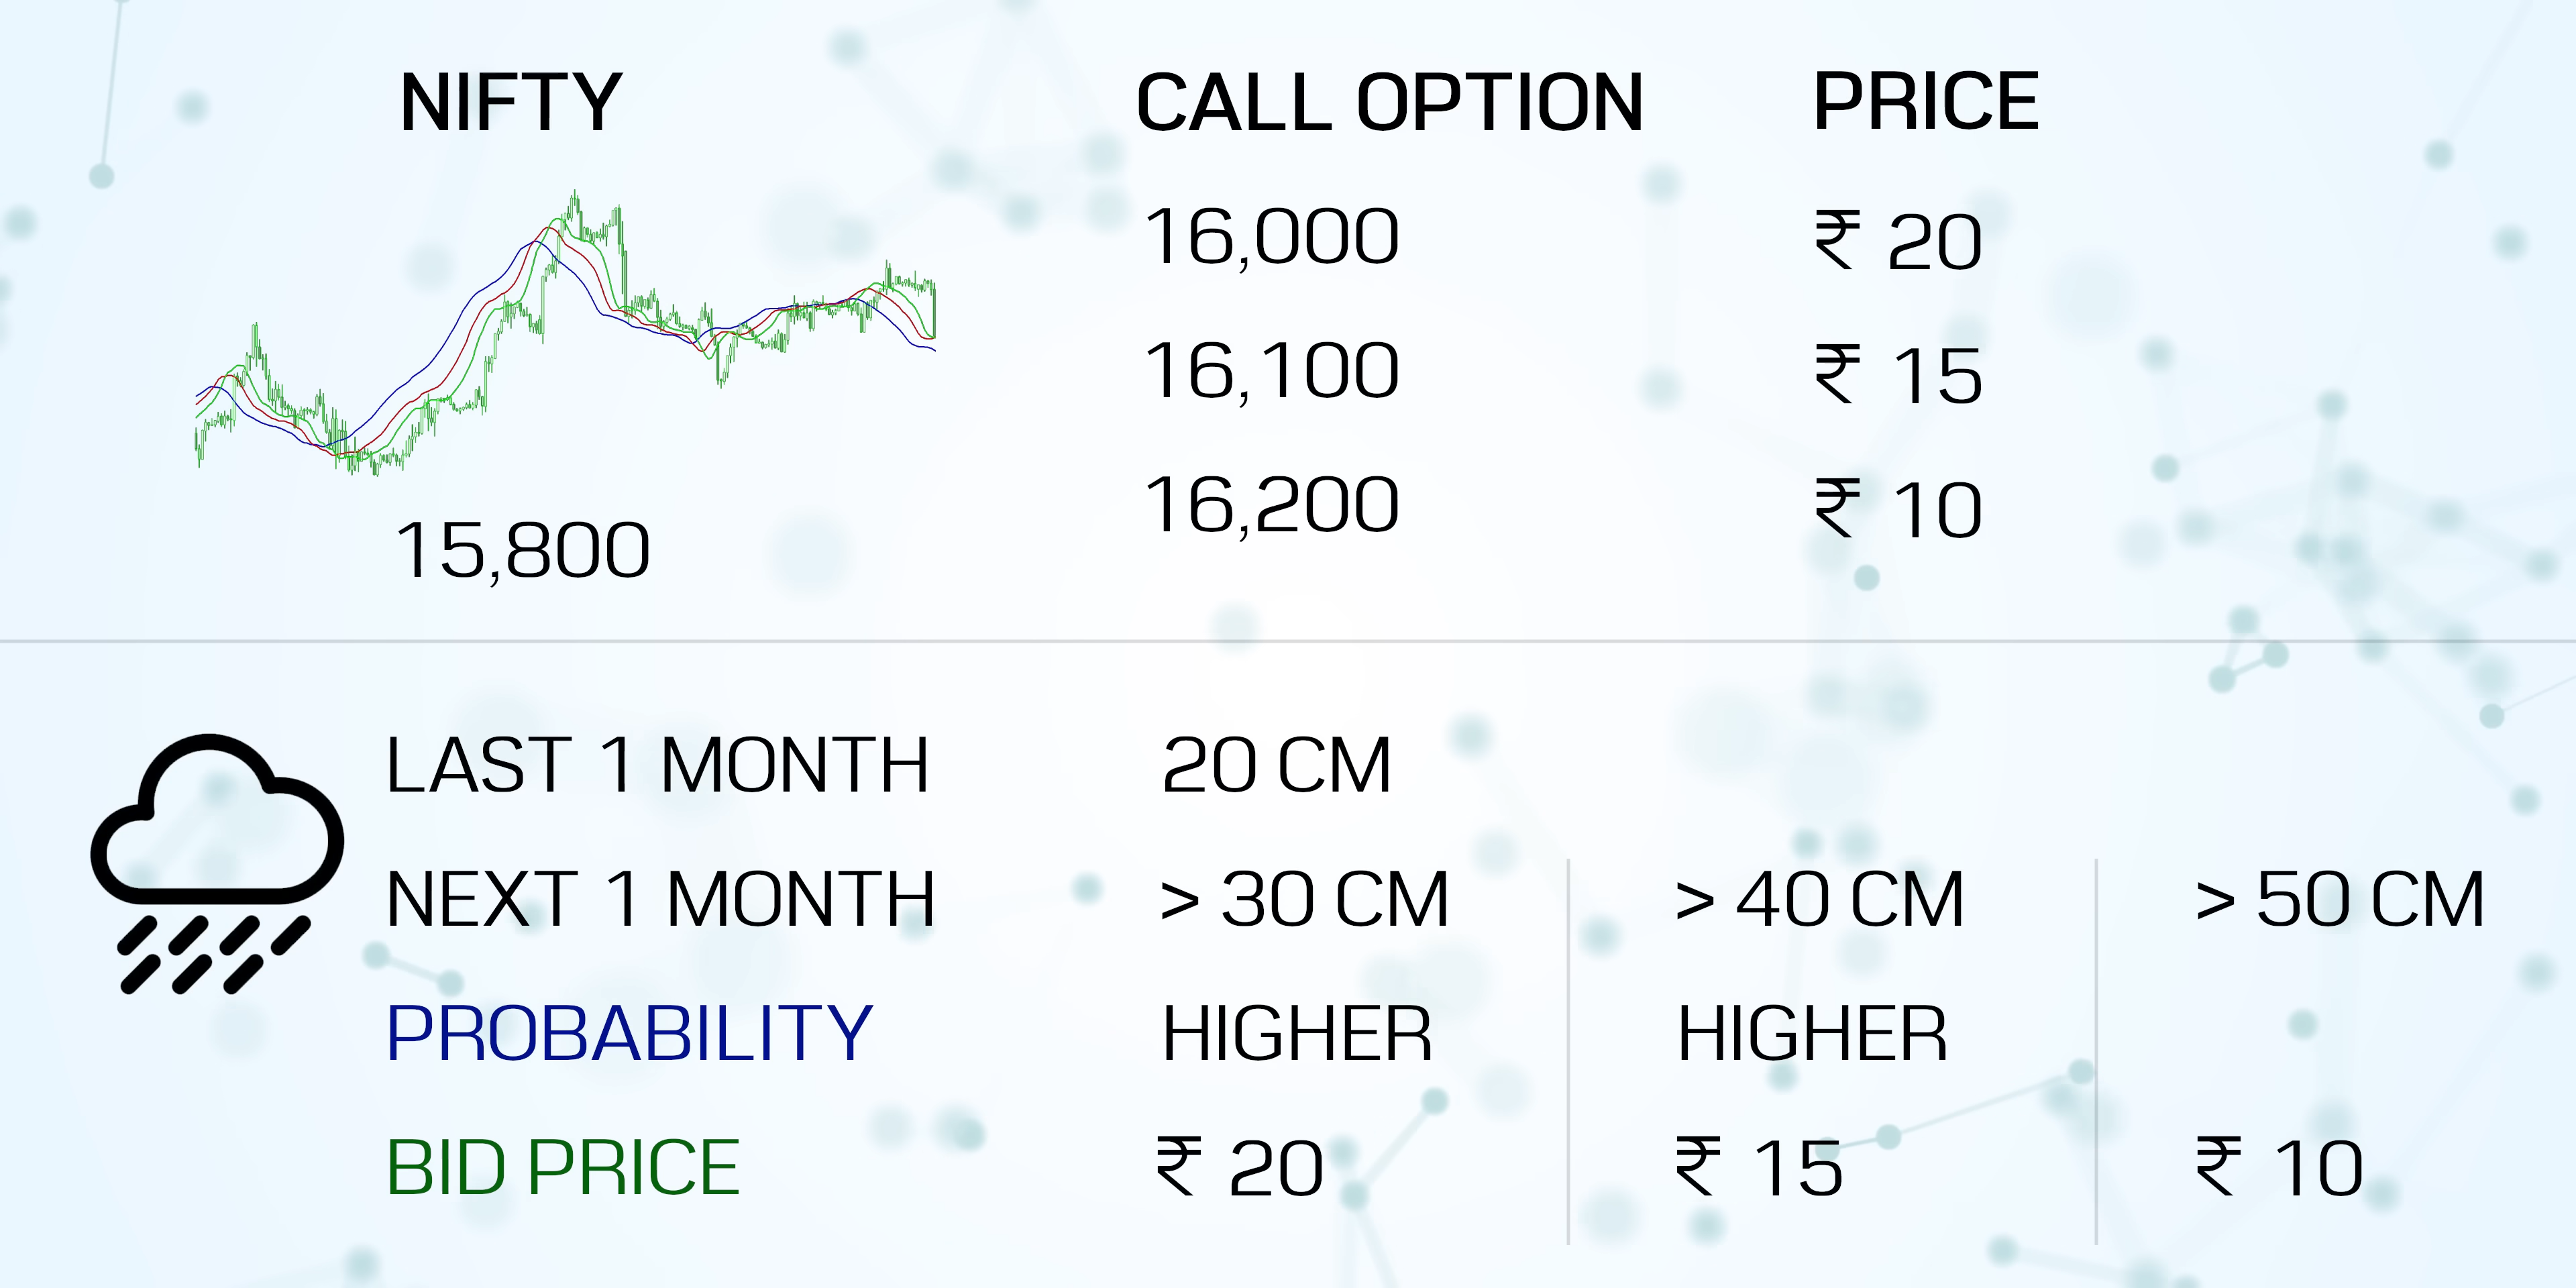 NIFTY CALL OPTION PRICE
16,000 ₹ 20
16,100 ₹ 15
16,200 ₹ 10
15,800
LAST 1 MONTH 20 CM
NEXT 1 MONTH > 30 CM > 40 CM > 50 CM
PROBABILITY HIGHER HIGHER
BID PRICE ₹ 20 ₹ 15 ₹ 10